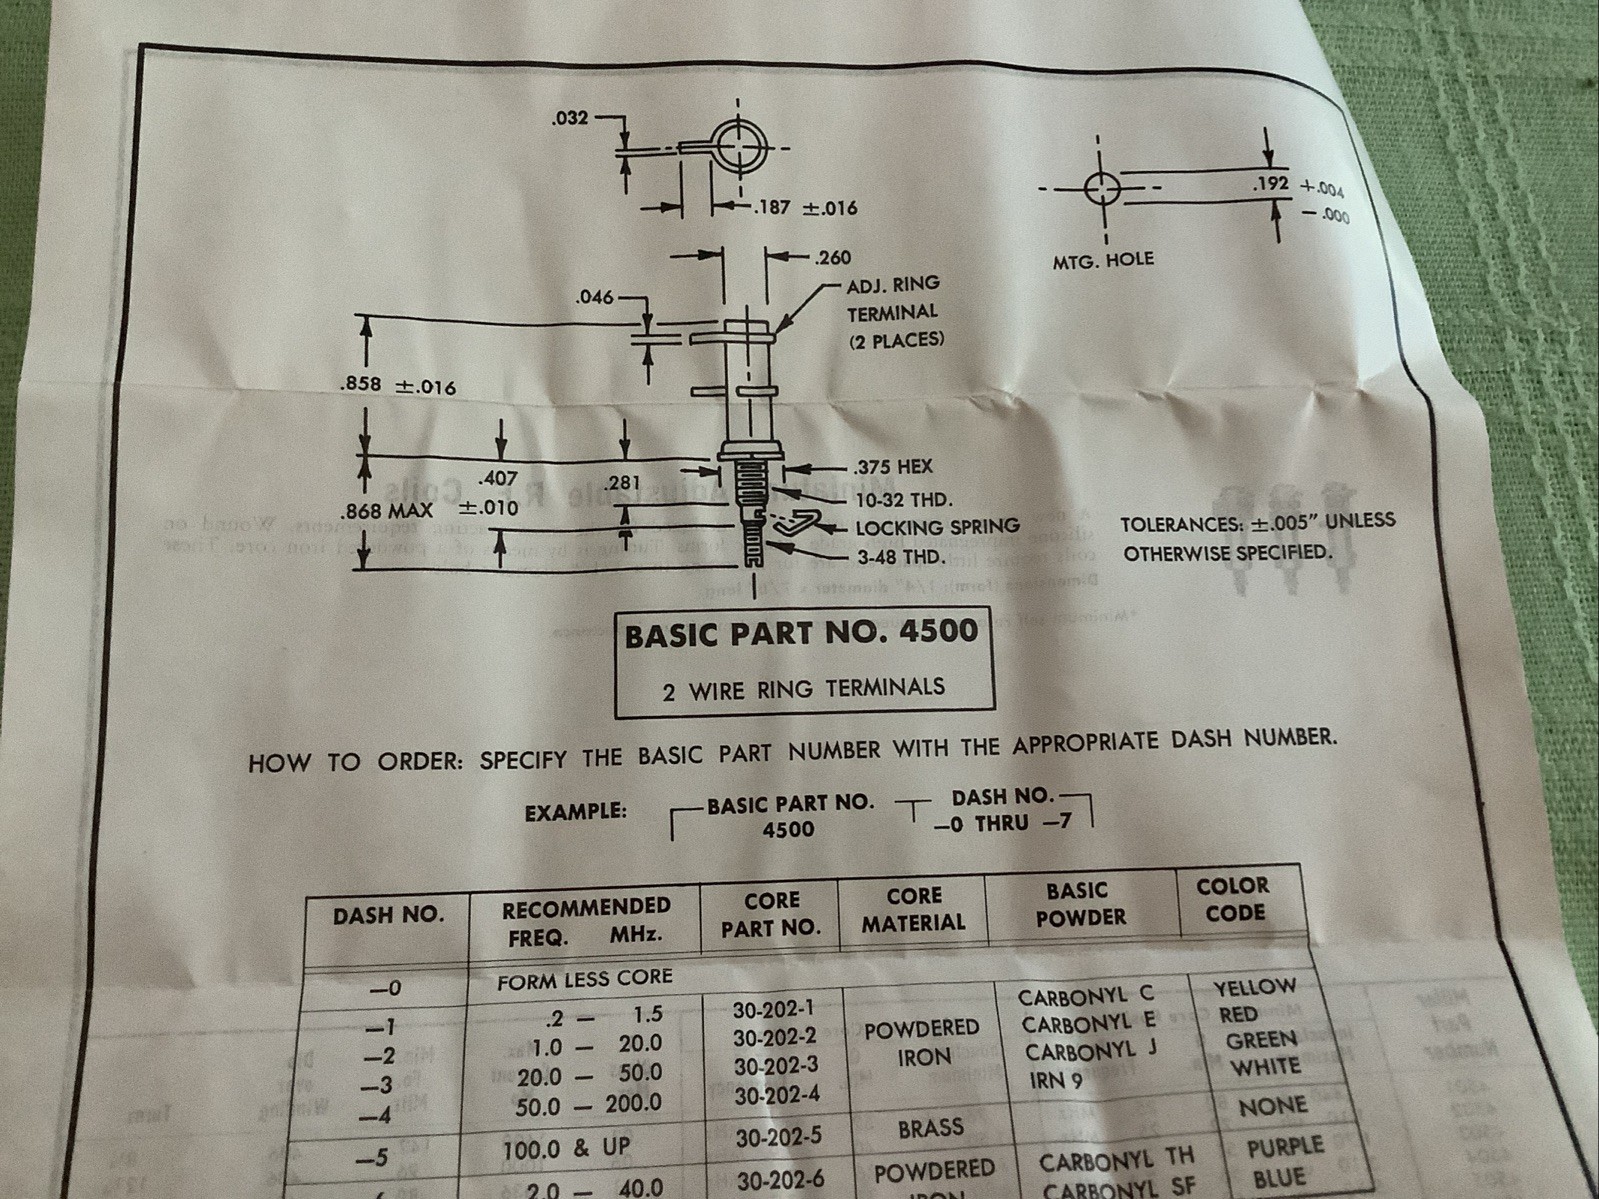 .032
.187 ±.016
.192 +.004
-.000
MTG. HOLE
.260
.046
ADJ. RING
TERMINAL
(2 PLACES)
.858 ±.016
.407
±.010
.281
.868 MAX
.375 HEX
10-32 THD.
LOCKING SPRING
3-48 THD.
TOLERANCES: ±.005" UNLESS
OTHERWISE SPECIFIED.
BASIC PART NO. 4500
2 WIRE RING TERMINALS
HOW TO ORDER: SPECIFY THE BASIC PART NUMBER WITH THE APPROPRIATE DASH NUMBER.
EXAMPLE: BASIC PART NO. DASH NO.
4500 –0 THRU –7
DASH NO. RECOMMENDED FREQ. MHz. CORE PART NO. CORE MATERIAL BASIC POWDER COLOR CODE
–0 FORM LESS CORE
–1 .2 – 1.5 30-202-1 POWDERED IRON CARBONYL C YELLOW
–2 1.0 – 20.0 30-202-2 CARBONYL E RED
–3 20.0 – 50.0 30-202-3 CARBONYL J GREEN
–4 50.0 – 200.0 30-202-4 IRN 9 WHITE
–5 100.0 & UP 30-202-5 BRASS NONE
2.0 – 40.0 30-202-6 POWDERED CARBONYL TH PURPLE
CARBONYL SF BLUE